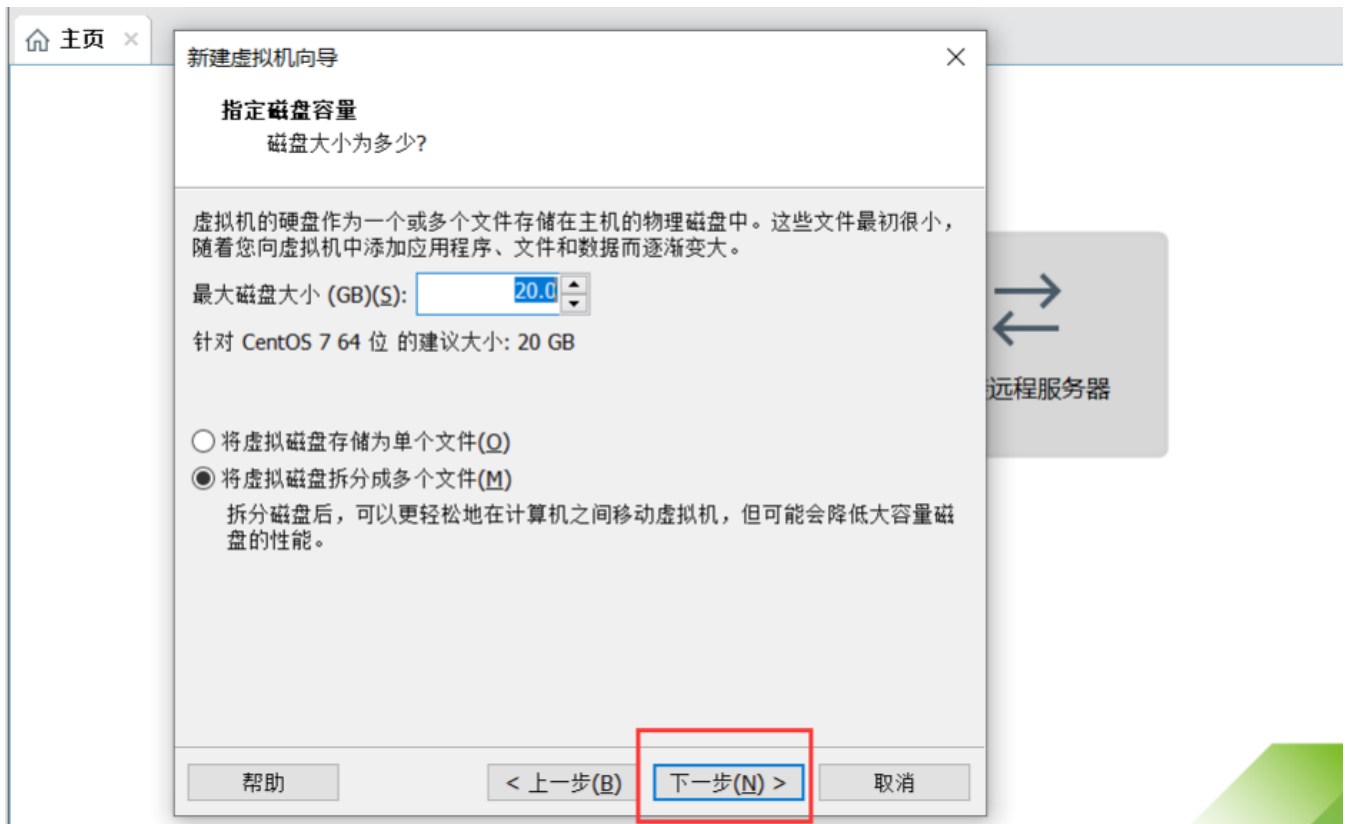 主页
新建虚拟机向导
指定磁盘容量
磁盘大小为多少?
虚拟机的硬盘作为一个或多个文件存储在主机的物理磁盘中。这些文件最初很小，
随着您向虚拟机中添加应用程序、文件和数据而逐渐变大。
最大磁盘大小 (GB)(S): 20.0
针对 CentOS 7 64 位 的建议大小: 20 GB
远程服务器
将虚拟磁盘存储为单个文件(O)
将虚拟磁盘拆分成多个文件(M)
拆分磁盘后，可以更轻松地在计算机之间移动虚拟机，但可能会降低大容量磁
盘的性能。
帮助 < 上一步(B) 下一步(N) > 取消